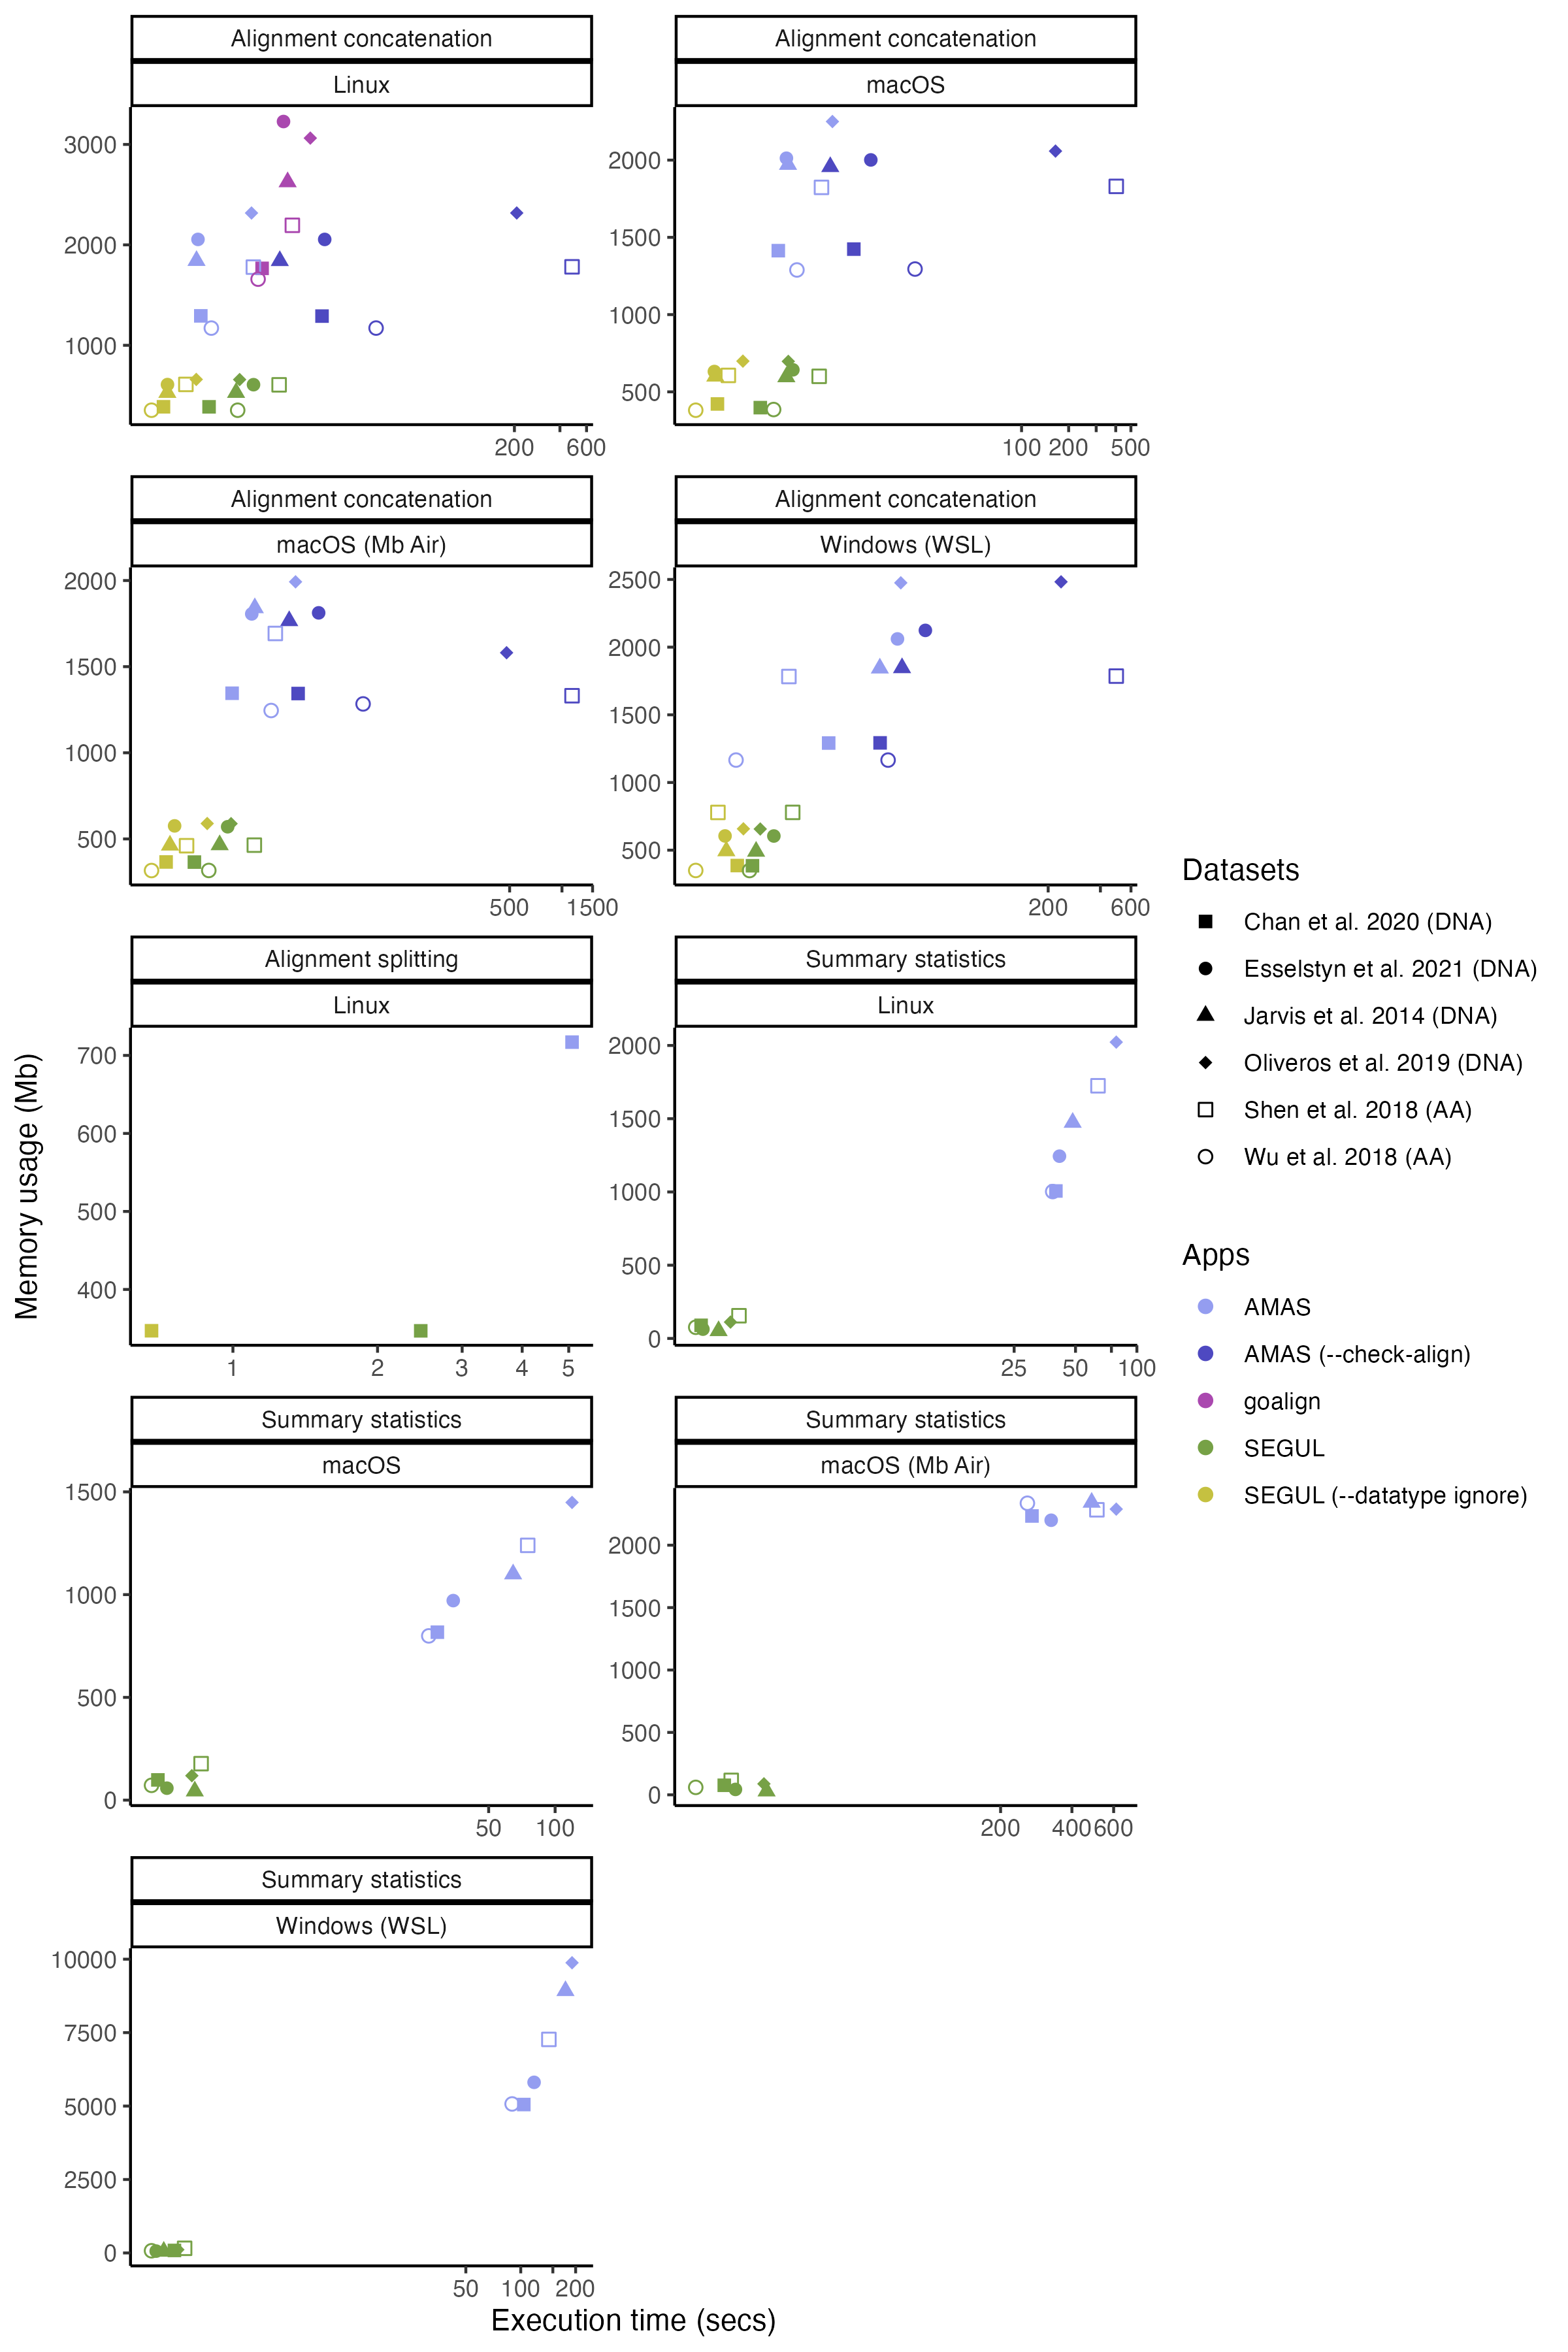 Alignment concatenation
Linux
3000
2000
1000
200 600
Alignment concatenation
macOS
2000
1500
1000
500
100 200 500
Alignment concatenation
macOS (Mb Air)
2000
1500
1000
500
500 1500
Alignment concatenation
Windows (WSL)
2500
2000
1500
1000
500
200 600
Alignment splitting
Linux
700
600
500
400
1 2 3 4 5
Summary statistics
Linux
2000
1500
1000
500
0
25 50 100
Summary statistics
macOS
1500
1000
500
0
50 100
Summary statistics
macOS (Mb Air)
2000
1500
1000
500
0
200 400 600
Summary statistics
Windows (WSL)
10000
7500
5000
2500
0
50 100 200
Memory usage (Mb)
Execution time (secs)
Datasets
Chan et al. 2020 (DNA)
Esselstyn et al. 2021 (DNA)
Jarvis et al. 2014 (DNA)
Oliveros et al. 2019 (DNA)
Shen et al. 2018 (AA)
Wu et al. 2018 (AA)
Apps
AMAS
AMAS (--check-align)
goalign
SEGUL
SEGUL (--datatype ignore)